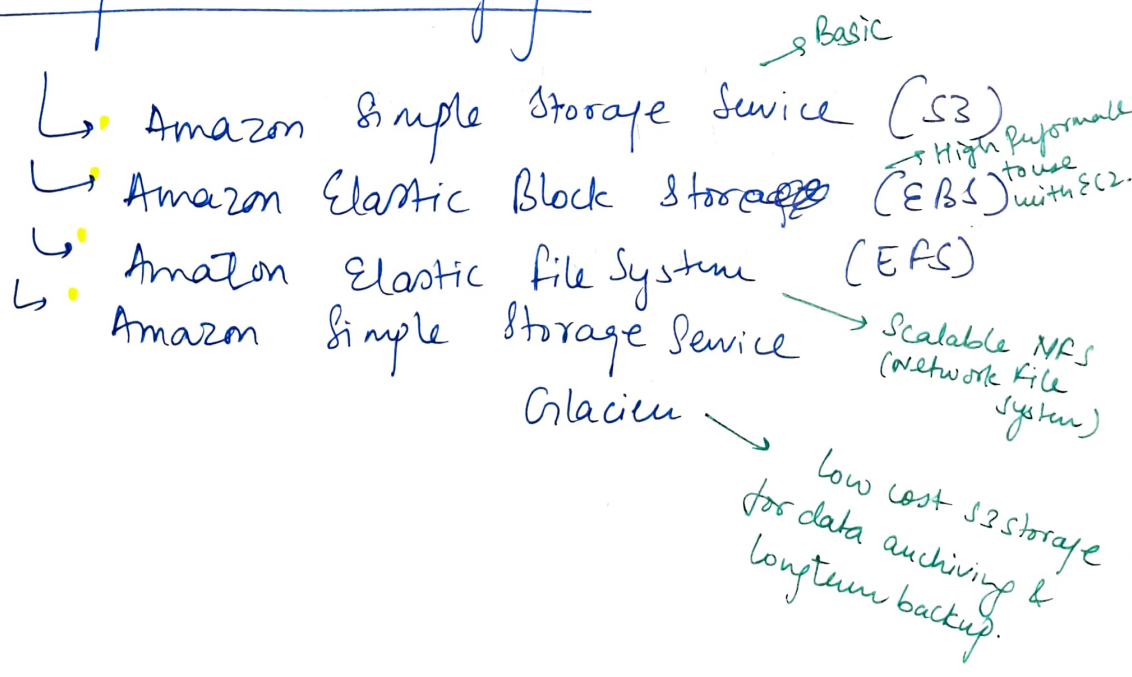 Basic
Amazon Simple Storage Service (S3)
High Performance
to use
with EC2.
Amazon Elastic Block Store (EBS)
Amazon Elastic File System (EFS)
Amazon Simple Storage Service
Glacier
Scalable NFS
(Network File
System)
Low cost S3 storage
for data archiving &
longterm backup.